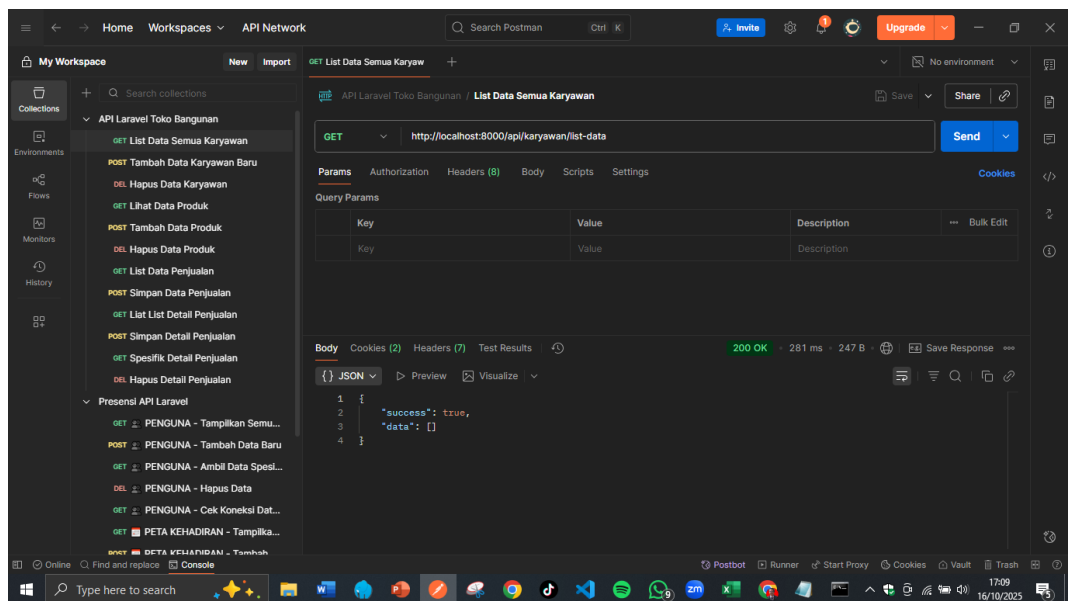 Home Workspaces API Network Search Postman Ctrl K Invite 1 Upgrade
My Workspace New Import GET List Data Semua Karyaw No environment
Collections
Environments
Flows
Monitors
History
Search collections
API Laravel Toko Bangunan
GET List Data Semua Karyawan
POST Tambah Data Karyawan Baru
DEL Hapus Data Karyawan
GET Lihat Data Produk
POST Tambah Data Produk
DEL Hapus Data Produk
GET List Data Penjualan
POST Simpan Data Penjualan
GET Liat List Detail Penjualan
POST Simpan Detail Penjualan
GET Spesifik Detail Penjualan
DEL Hapus Detail Penjualan
Presensi API Laravel
GET PENGUNA - Tampilkan Semu...
POST PENGUNA - Tambah Data Baru
GET PENGUNA - Ambil Data Spesi...
DEL PENGUNA - Hapus Data
GET PENGUNA - Cek Koneksi Dat...
GET PETA KEHADIRAN - Tampilka...
POST PETA KEHADIRAN - Tambah
HTTP API Laravel Toko Bangunan / List Data Semua Karyawan Save Share
GET http://localhost:8000/api/karyawan/list-data Send
Params Authorization Headers (8) Body Scripts Settings Cookies
Query Params
Key Value Description Bulk Edit
Key Value Description
Body Cookies (2) Headers (7) Test Results 200 OK 281 ms 247 B Save Response
{} JSON Preview Visualize
1 {
2 "success": true,
3 "data": []
4 }
Online Find and replace Console Postbot Runner Start Proxy Cookies Vault Trash
Type here to search 9 zm 17:09
16/10/2025 5